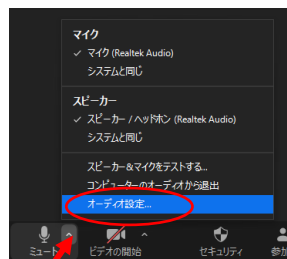 マイク
マイク (Realtek Audio)
システムと同じ
スピーカー
スピーカー / ヘッドホン (Realtek Audio)
システムと同じ
スピーカー&マイクをテストする...
コンピューターのオーディオから退出
オーディオ設定...
ミュート
ビデオの開始
セキュリティ